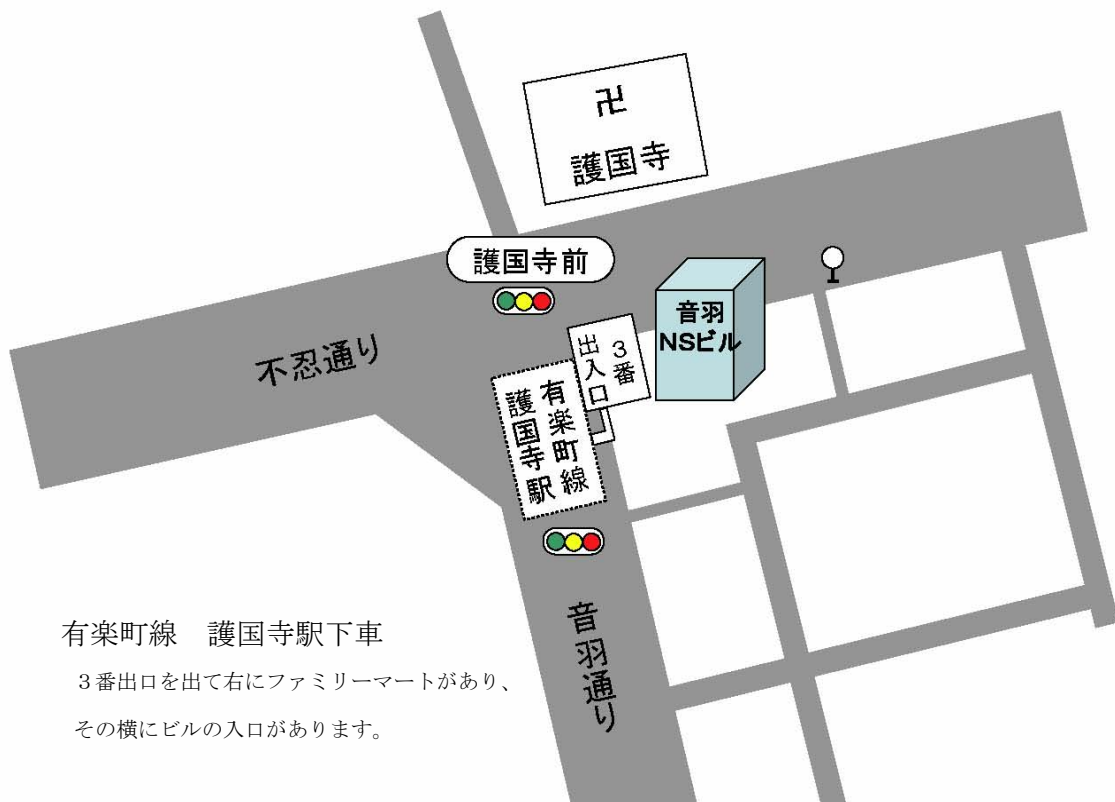 卍
護国寺
護国寺前
音羽
NSビル
3番
出入口
不忍通り
有楽町線
護国寺駅
音羽通り
有楽町線　護国寺駅下車
３番出口を出て右にファミリーマートがあり、
その横にビルの入口があります。